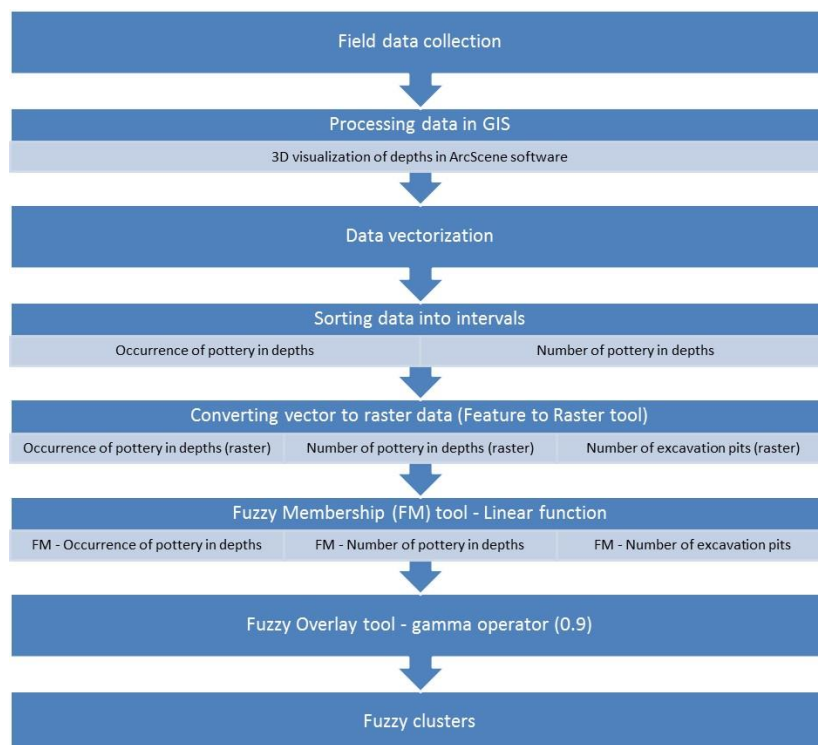 Field data collection
Processing data in GIS
3D visualization of depths in ArcScene software
Data vectorization
Sorting data into intervals
Occurrence of pottery in depths
Number of pottery in depths
Converting vector to raster data (Feature to Raster tool)
Occurrence of pottery in depths (raster)
Number of pottery in depths (raster)
Number of excavation pits (raster)
Fuzzy Membership (FM) tool - Linear function
FM - Occurrence of pottery in depths
FM - Number of pottery in depths
FM - Number of excavation pits
Fuzzy Overlay tool - gamma operator (0.9)
Fuzzy clusters